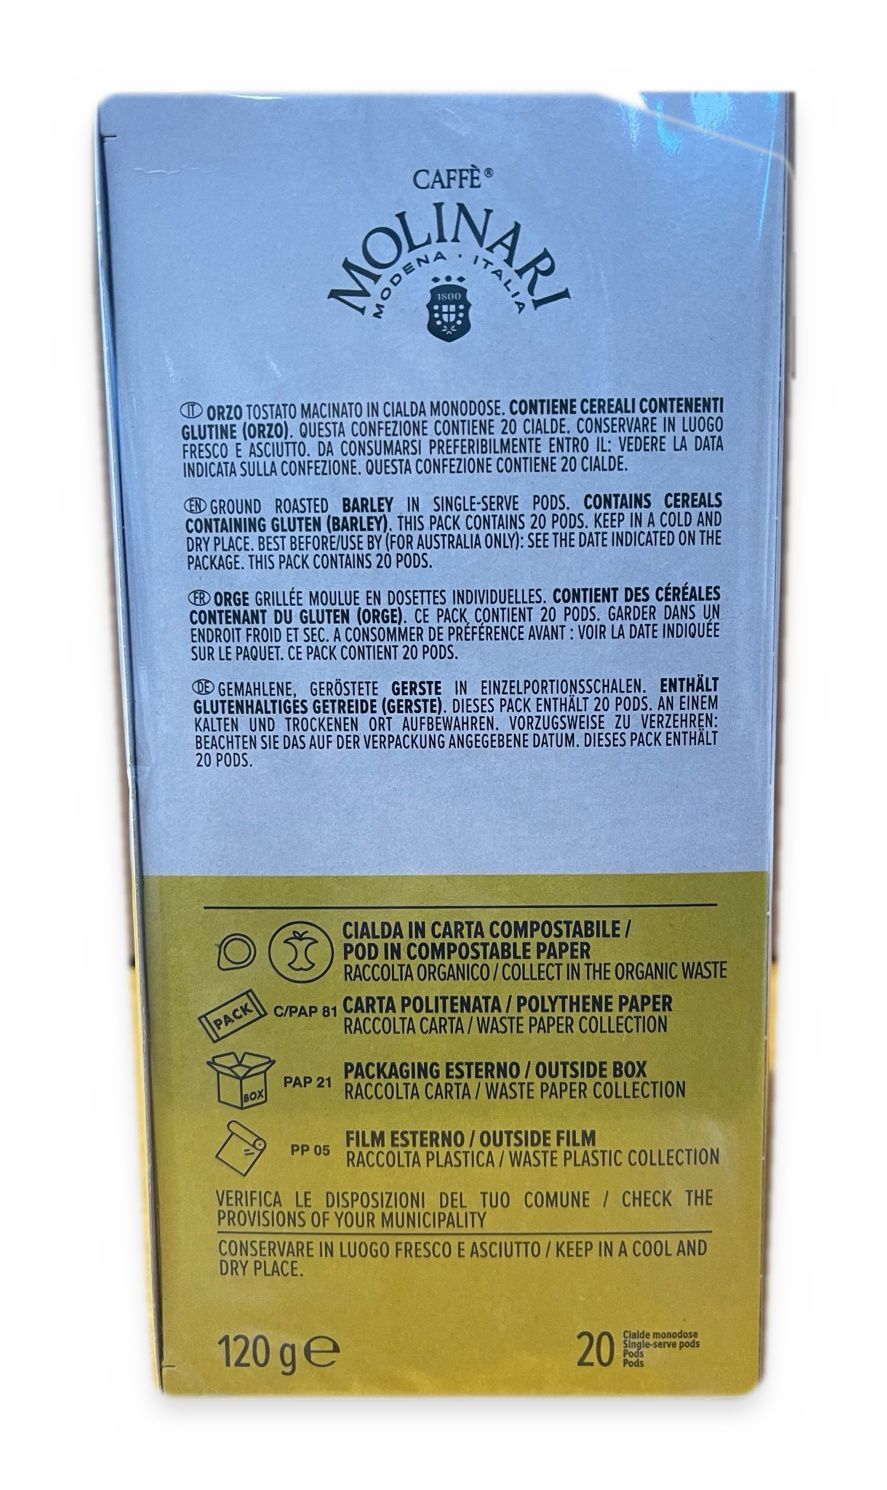 CAFFÈ®
MOLINARI
MODENA · ITALIA
1800
IT ORZO TOSTATO MACINATO IN CIALDA MONODOSE. CONTIENE CEREALI CONTENENTI
GLUTINE (ORZO). QUESTA CONFEZIONE CONTIENE 20 CIALDE. CONSERVARE IN LUOGO
FRESCO E ASCIUTTO. DA CONSUMARSI PREFERIBILMENTE ENTRO IL: VEDERE LA DATA
INDICATA SULLA CONFEZIONE. QUESTA CONFEZIONE CONTIENE 20 CIALDE.
EN GROUND ROASTED BARLEY IN SINGLE-SERVE PODS. CONTAINS CEREALS
CONTAINING GLUTEN (BARLEY). THIS PACK CONTAINS 20 PODS. KEEP IN A COLD AND
DRY PLACE. BEST BEFORE/USE BY (FOR AUSTRALIA ONLY): SEE THE DATE INDICATED ON THE
PACKAGE. THIS PACK CONTAINS 20 PODS.
FR ORGE GRILLÉE MOULUE EN DOSETTES INDIVIDUELLES. CONTIENT DES CÉRÉALES
CONTENANT DU GLUTEN (ORGE). CE PACK CONTIENT 20 PODS. GARDER DANS UN
ENDROIT FROID ET SEC. A CONSOMMER DE PRÉFÉRENCE AVANT : VOIR LA DATE INDIQUÉE
SUR LE PAQUET. CE PACK CONTIENT 20 PODS.
DE GEMAHLENE, GERÖSTETE GERSTE IN EINZELPORTIONSSCHALEN. ENTHÄLT
GLUTENHALTIGES GETREIDE (GERSTE). DIESES PACK ENTHÄLT 20 PODS. AN EINEM
KALTEN UND TROCKENEN ORT AUFBEWAHREN. VORZUGSWEISE ZU VERZEHREN:
BEACHTEN SIE DAS AUF DER VERPACKUNG ANGEGEBENE DATUM. DIESES PACK ENTHÄLT
20 PODS.
CIALDA IN CARTA COMPOSTABILE /
POD IN COMPOSTABLE PAPER
RACCOLTA ORGANICO / COLLECT IN THE ORGANIC WASTE
PACK C/PAP 81 CARTA POLITENATA / POLYTHENE PAPER
RACCOLTA CARTA / WASTE PAPER COLLECTION
BOX PAP 21 PACKAGING ESTERNO / OUTSIDE BOX
RACCOLTA CARTA / WASTE PAPER COLLECTION
PP 05 FILM ESTERNO / OUTSIDE FILM
RACCOLTA PLASTICA / WASTE PLASTIC COLLECTION
VERIFICA LE DISPOSIZIONI DEL TUO COMUNE / CHECK THE
PROVISIONS OF YOUR MUNICIPALITY
CONSERVARE IN LUOGO FRESCO E ASCIUTTO / KEEP IN A COOL AND
DRY PLACE.
120 g ℮
20 Cialde monodose
Single-serve pods
Pods
Pods